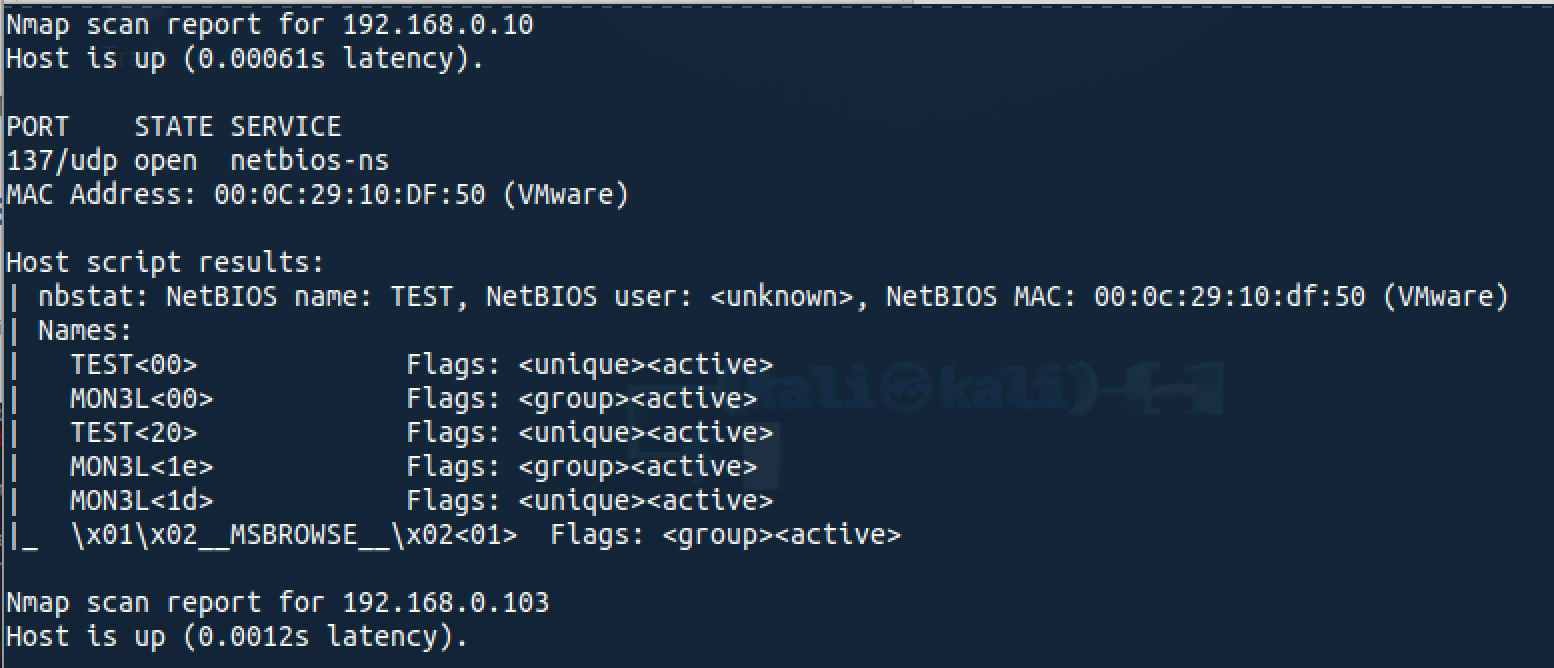 Nmap scan report for 192.168.0.10
Host is up (0.00061s latency).
PORT    STATE SERVICE
137/udp open  netbios-ns
MAC Address: 00:0C:29:10:DF:50 (VMware)
Host script results:
| nbstat: NetBIOS name: TEST, NetBIOS user: <unknown>, NetBIOS MAC: 00:0c:29:10:df:50 (VMware)
| Names:
|   TEST<00>             Flags: <unique><active>
|   MON3L<00>            Flags: <group><active>
|   TEST<20>             Flags: <unique><active>
|   MON3L<1e>            Flags: <group><active>
|   MON3L<1d>            Flags: <unique><active>
|_  \x01\x02__MSBROWSE__\x02<01>  Flags: <group><active>
Nmap scan report for 192.168.0.103
Host is up (0.0012s latency).
kali kali)-[